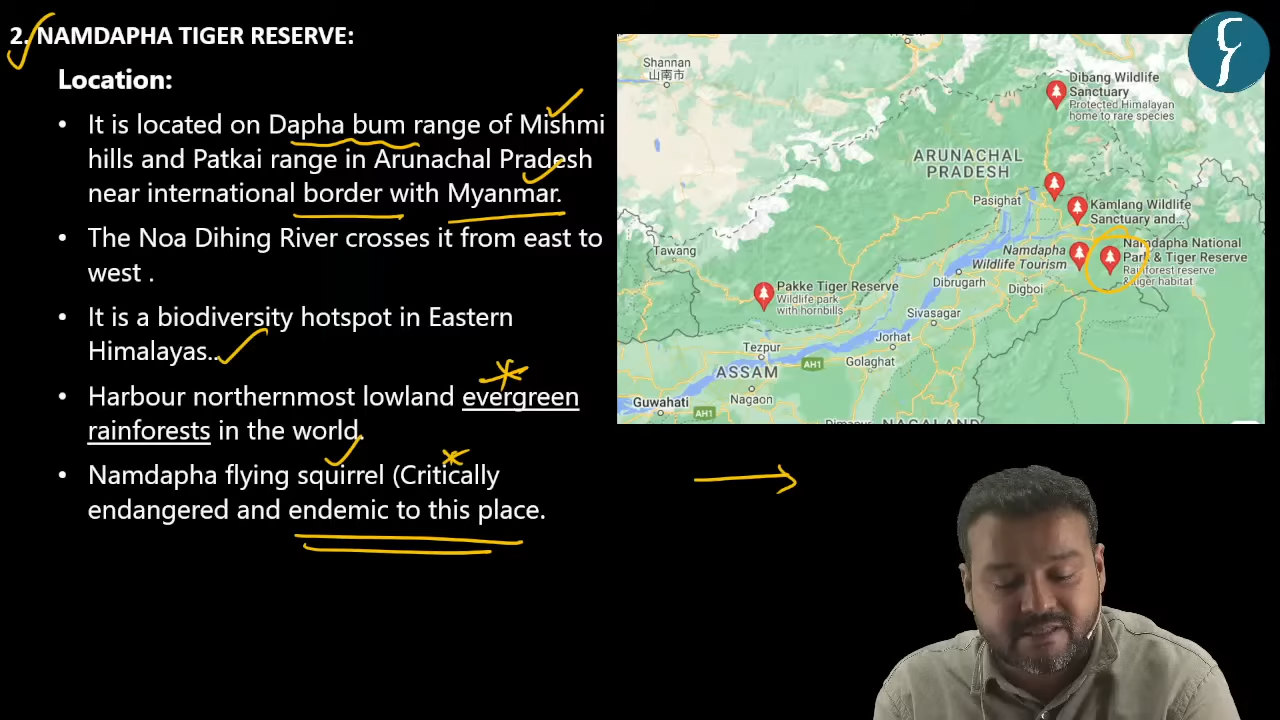 2. NAMDAPHA TIGER RESERVE:
Location:
• It is located on Dapha bum range of Mishmi
hills and Patkai range in Arunachal Pradesh
near international border with Myanmar.
• The Noa Dihing River crosses it from east to
west .
• It is a biodiversity hotspot in Eastern
Himalayas..
• Harbour northernmost lowland evergreen
rainforests in the world.
• Namdapha flying squirrel (Critically
endangered and endemic to this place.
Shannan
山南市
Dibang Wildlife
Sanctuary
Protected Himalayan
home to rare species
ARUNACHAL
PRADESH
Pasighat
Kamlang Wildlife
Sanctuary and...
Tawang
Namdapha
Wildlife Tourism
Namdapha National
Park & Tiger Reserve
Rainforest reserve
& tiger habitat
Pakke Tiger Reserve
Wildlife park
with hornbills
Dibrugarh
Digboi
Sivasagar
Jorhat
Tezpur
AH1
Golaghat
ASSAM
Nagaon
Guwahati
AH1
Dimapur
NAGALAND